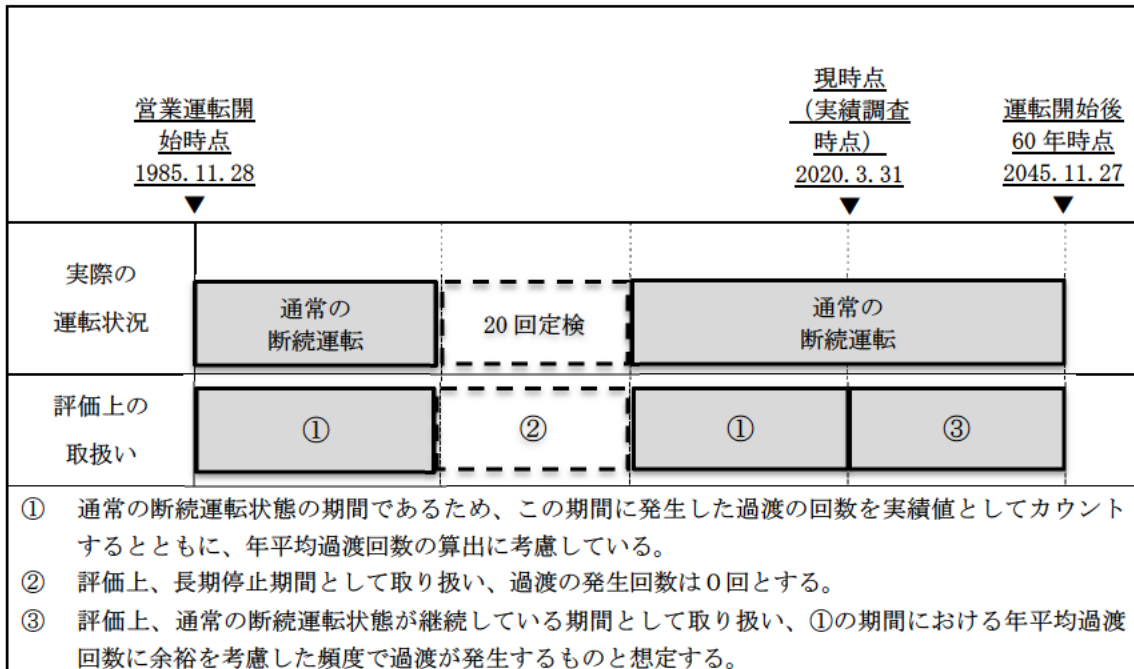 営業運転開
始時点
1985.11.28
▼
現時点
（実績調査
時点）
2020.3.31
▼
運転開始後
60 年時点
2045.11.27
▼
実際の
運転状況
通常の
断続運転
20 回定検
通常の
断続運転
評価上の
取扱い
①
②
①
③
① 通常の断続運転状態の期間であるため、この期間に発生した過渡の回数を実績値としてカウント
するとともに、年平均過渡回数の算出に考慮している。
② 評価上、長期停止期間として取り扱い、過渡の発生回数は０回とする。
③ 評価上、通常の断続運転状態が継続している期間として取り扱い、①の期間における年平均過渡
回数に余裕を考慮した頻度で過渡が発生するものと想定する。